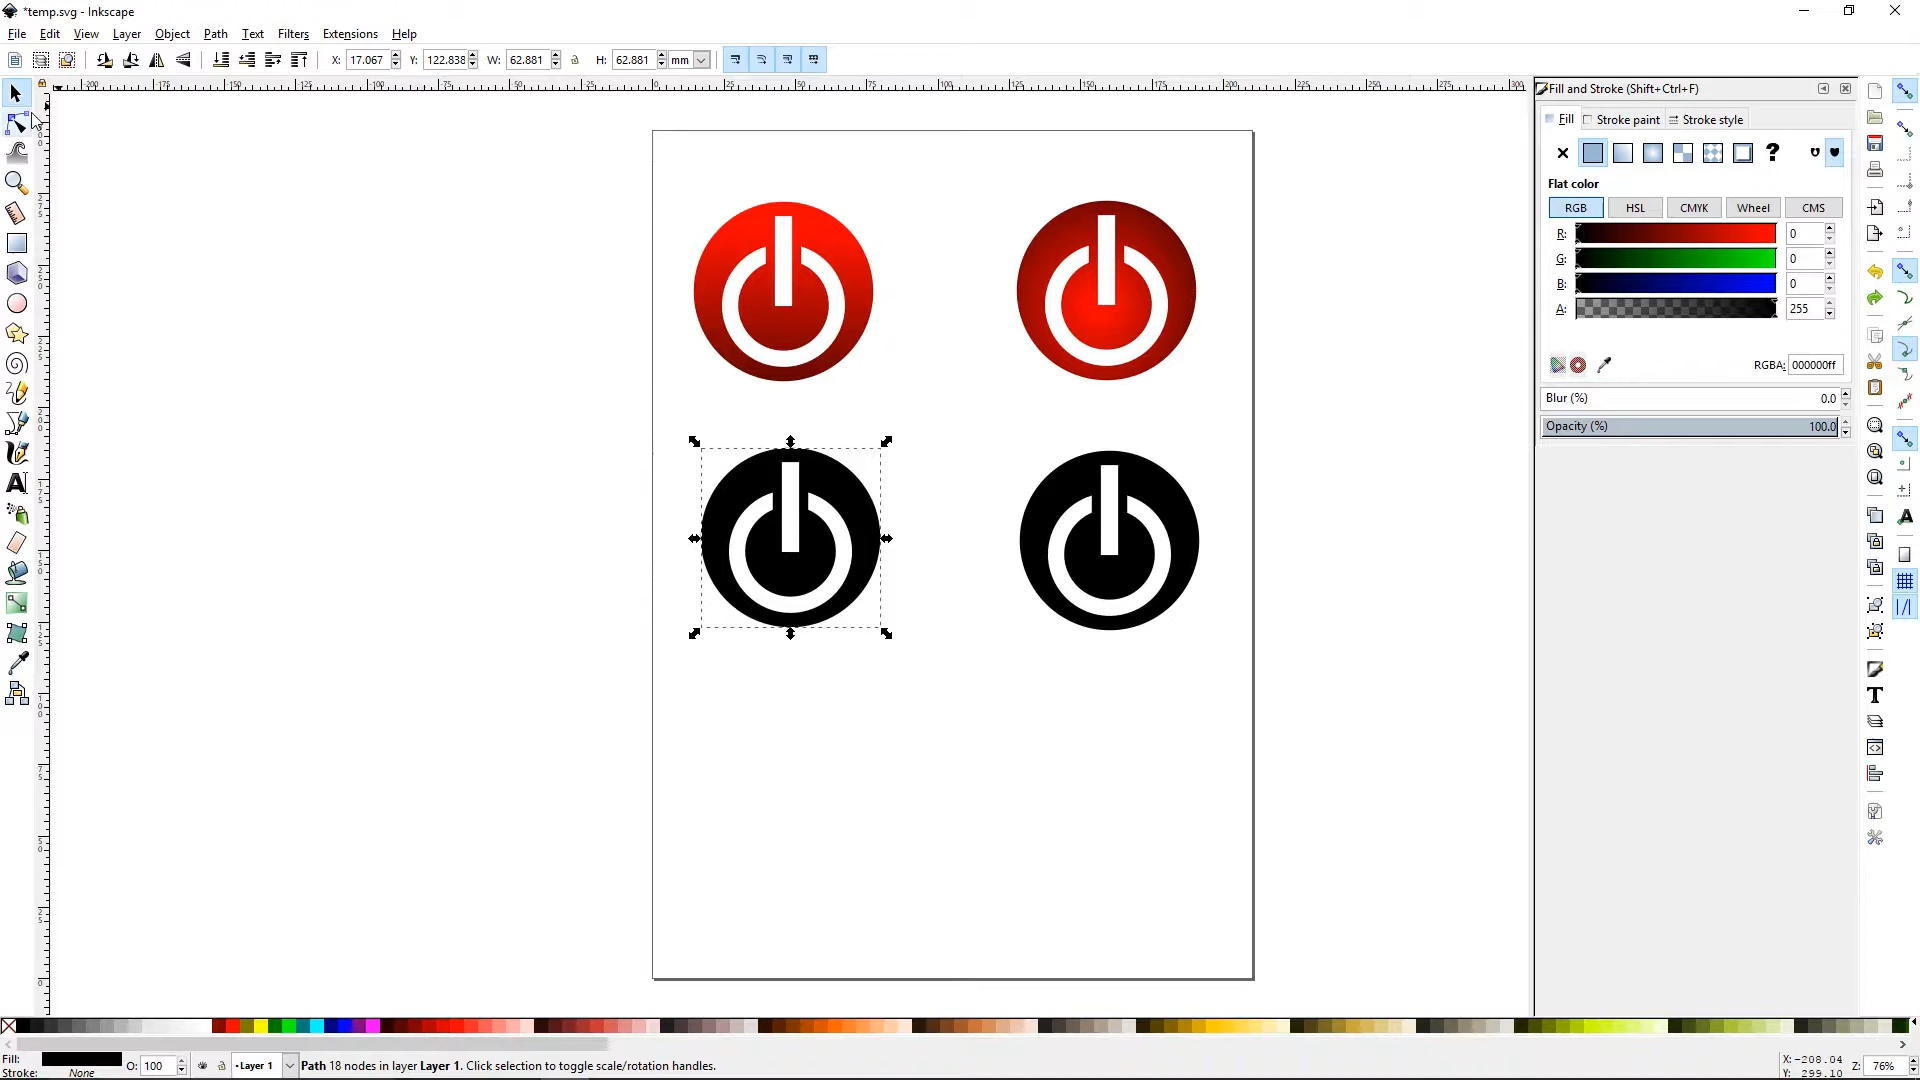 *temp.svg - Inkscape
File Edit View Layer Object Path Text Filters Extensions Help
X: 17.067 Y: 122.838 W: 62.881 H: 62.881 mm
Fill and Stroke (Shift+Ctrl+F)
Fill Stroke paint Stroke style
Flat color
RGB HSL CMYK Wheel CMS
R: 0
G: 0
B: 0
A: 255
RGBA: 000000ff
Blur (%) 0.0
Opacity (%) 100.0
Fill:
Stroke: None
O: 100
Layer 1
Path 18 nodes in layer Layer 1. Click selection to toggle scale/rotation handles.
X: -208.04
Y: 299.10
Z: 76%